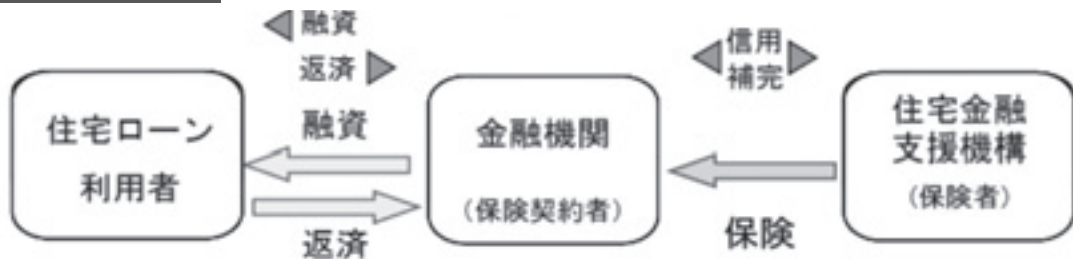 融資
返済
融資
返済
住宅ローン
利用者
金融機関
(保険契約者)
信用
補完
保険
住宅金融
支援機構
(保険者)